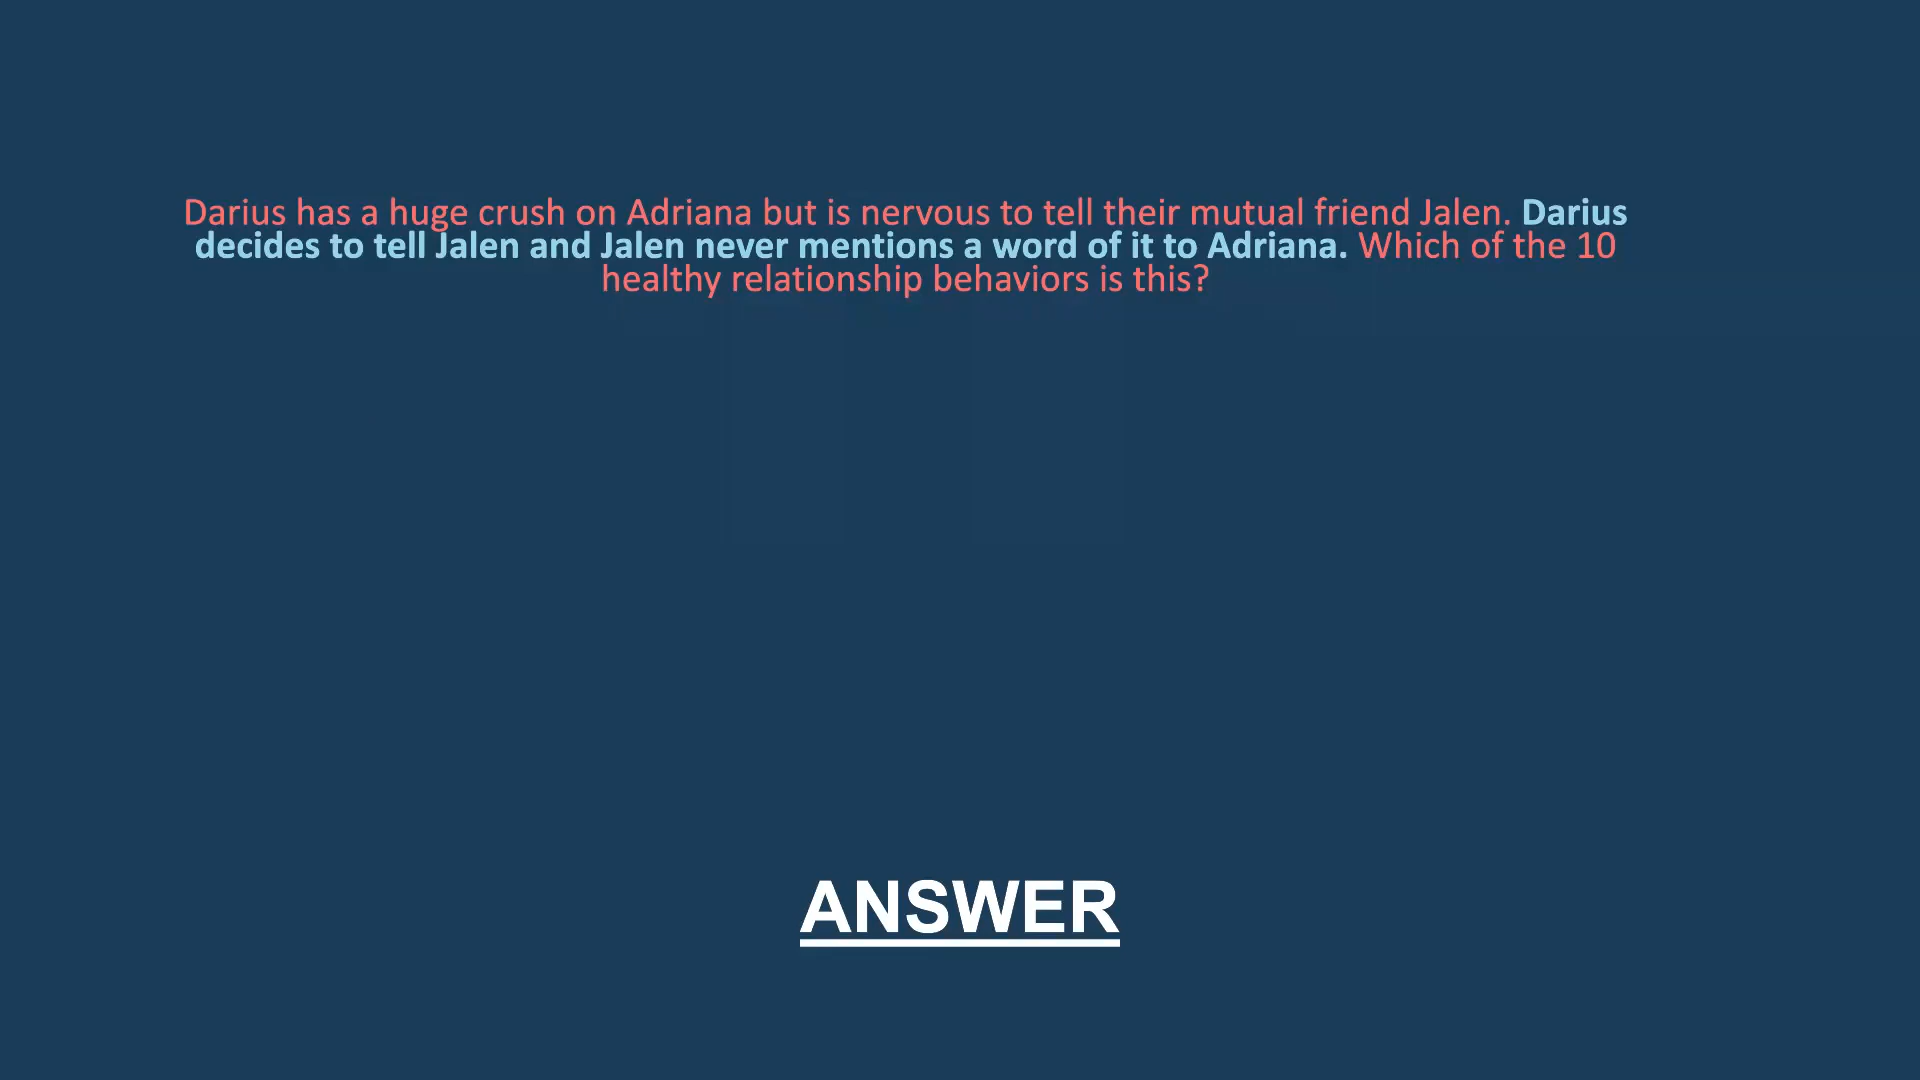 Darius has a huge crush on Adriana but is nervous to tell their mutual friend Jalen. Darius
decides to tell Jalen and Jalen never mentions a word of it to Adriana. Which of the 10
healthy relationship behaviors is this?
ANSWER